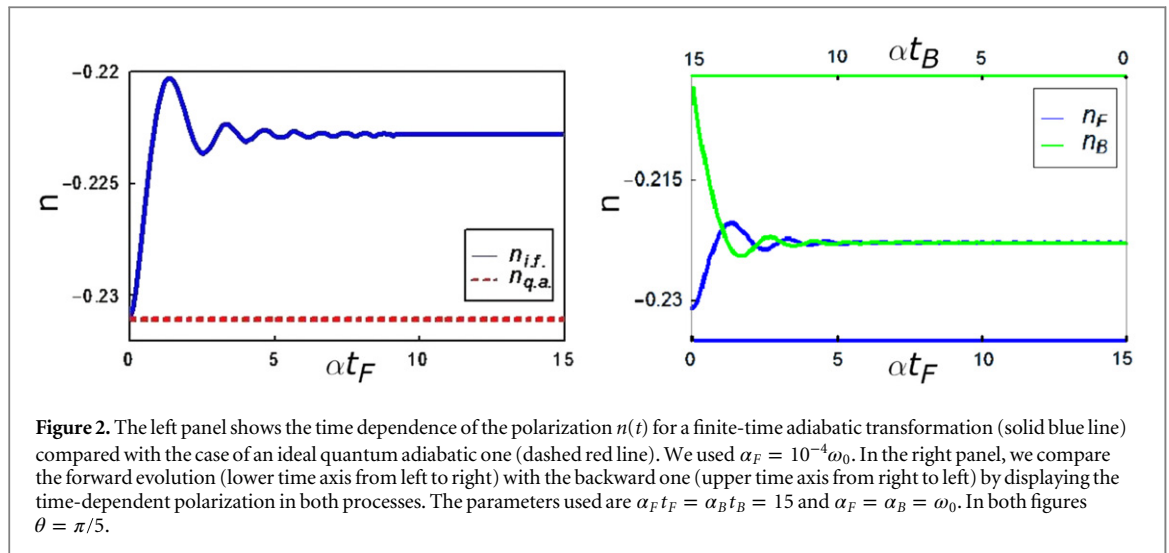 -0.22
-0.225
-0.23
n
n_{i.f.}
n_{q.a.}
0 5 10 15
αt_F
αt_B
15 10 5 0
n_F
n_B
-0.215
-0.23
n
0 5 10 15
αt_F
Figure 2. The left panel shows the time dependence of the polarization n(t) for a finite-time adiabatic transformation (solid blue line)
compared with the case of an ideal quantum adiabatic one (dashed red line). We used α_F = 10⁻⁴ω₀. In the right panel, we compare
the forward evolution (lower time axis from left to right) with the backward one (upper time axis from right to left) by displaying the
time-dependent polarization in both processes. The parameters used are α_F t_F = α_B t_B = 15 and α_F = α_B = ω₀. In both figures
θ = π/5.